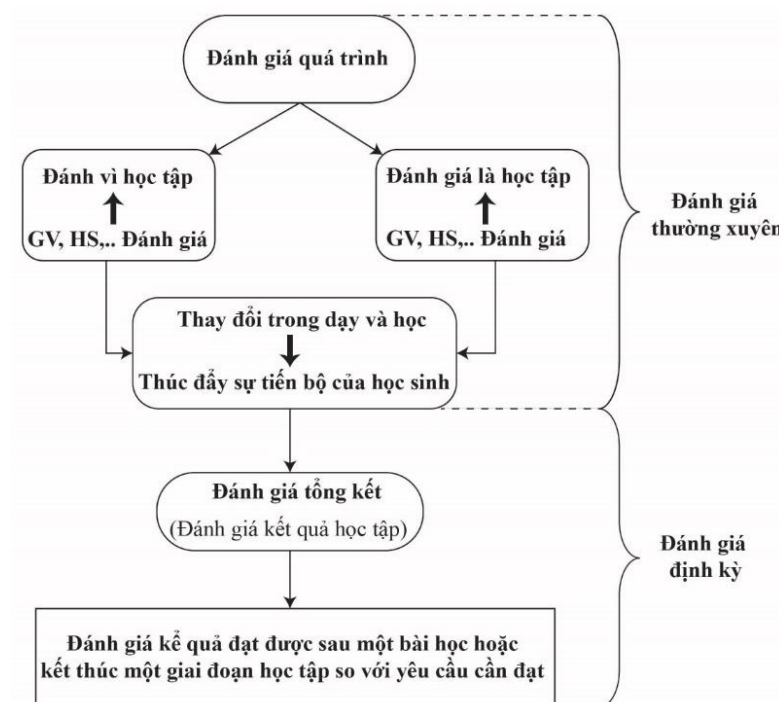 Đánh giá quá trình
Đánh vì học tập
GV, HS,.. Đánh giá
Đánh giá là học tập
GV, HS,.. Đánh giá
Đánh giá
thường xuyên
Thay đổi trong dạy và học
Thúc đẩy sự tiến bộ của học sinh
Đánh giá tổng kết
(Đánh giá kết quả học tập)
Đánh giá
định kỳ
Đánh giá kể quả đạt được sau một bài học hoặc
kết thúc một giai đoạn học tập so với yêu cầu cần đạt